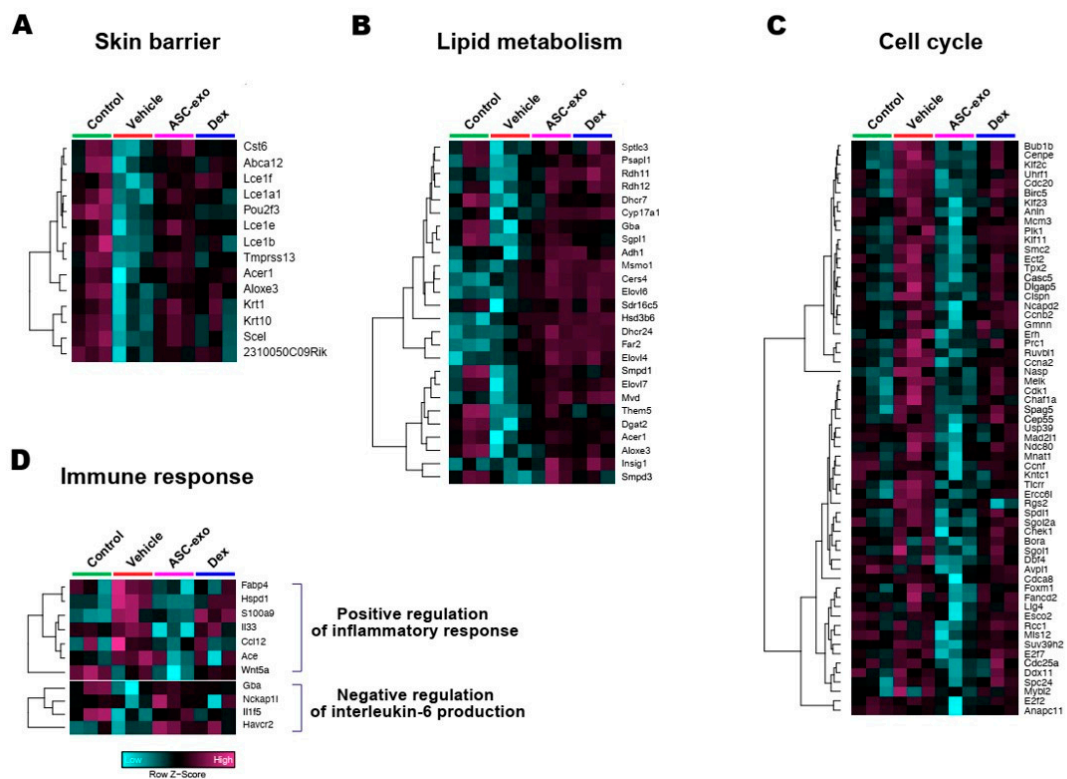 A
Skin barrier
Control
Vehicle
ASC-exo
Dex
Cst6
Abca12
Lce1f
Lce1a1
Pou2f3
Lce1e
Lce1b
Tmprss13
Acer1
Aloxe3
Krt1
Krt10
Scel
2310050C09Rik
B
Lipid metabolism
Control
Vehicle
ASC-exo
Dex
Sptlc3
Psapl1
Rdh11
Rdh12
Dhcr7
Cyp17a1
Gba
Sgpl1
Adh1
Msmo1
Cers4
Elovl6
Sdr16c5
Hsd3b6
Dhcr24
Far2
Elovl4
Smpd1
Elovl7
Mvd
Them5
Dgat2
Acer1
Aloxe3
Insig1
Smpd3
C
Cell cycle
Control
Vehicle
ASC-exo
Dex
Bub1b
Cenpe
Kif2c
Uhrf1
Cdc20
Birc5
Kif23
Anln
Mcm3
Plk1
Kif11
Smc2
Ect2
Tpx2
Casc5
Dlgap5
Clspn
Ncapd2
Ccnb2
Gmnn
Erh
Prc1
Ruvbl1
Ccna2
Nasp
Melk
Cdk1
Chaf1a
Spag5
Cep55
Usp39
Mad2l1
Ndc80
Mnat1
Ccnf
Kntc1
Ticrr
Ercc6l
Rgs2
Spdl1
Sgol2a
Chek1
Bora
Sgol1
Dbf4
Avpi1
Cdca8
Foxm1
Fancd2
Lig4
Esco2
Rcc1
Mis12
Suv39h2
E2f7
Cdc25a
Ddx11
Spc24
Mybl2
E2f2
Anapc11
D
Immune response
Control
Vehicle
ASC-exo
Dex
Fabp4
Hspd1
S100a9
Il33
Ccl12
Ace
Wnt5a
Positive regulation
of inflammatory response
Gba
Nckap1l
Il1f5
Havcr2
Negative regulation
of interleukin-6 production
Low
High
Row Z-Score